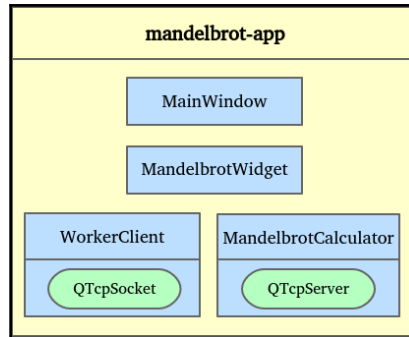 mandelbrot-app
MainWindow
MandelbrotWidget
WorkerClient
MandelbrotCalculator
QTcpSocket
QTcpServer